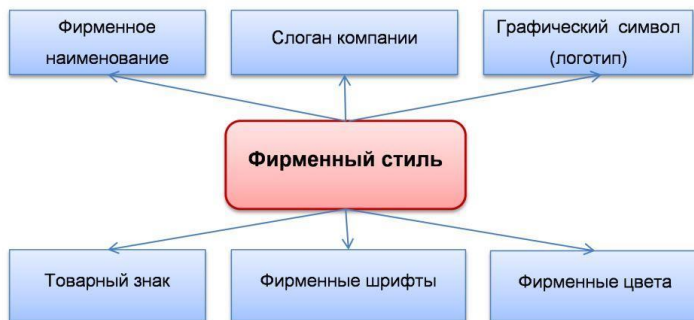 Фирменное
наименование
Слоган компании
Графический символ
(логотип)
Фирменный стиль
Товарный знак
Фирменные шрифты
Фирменные цвета